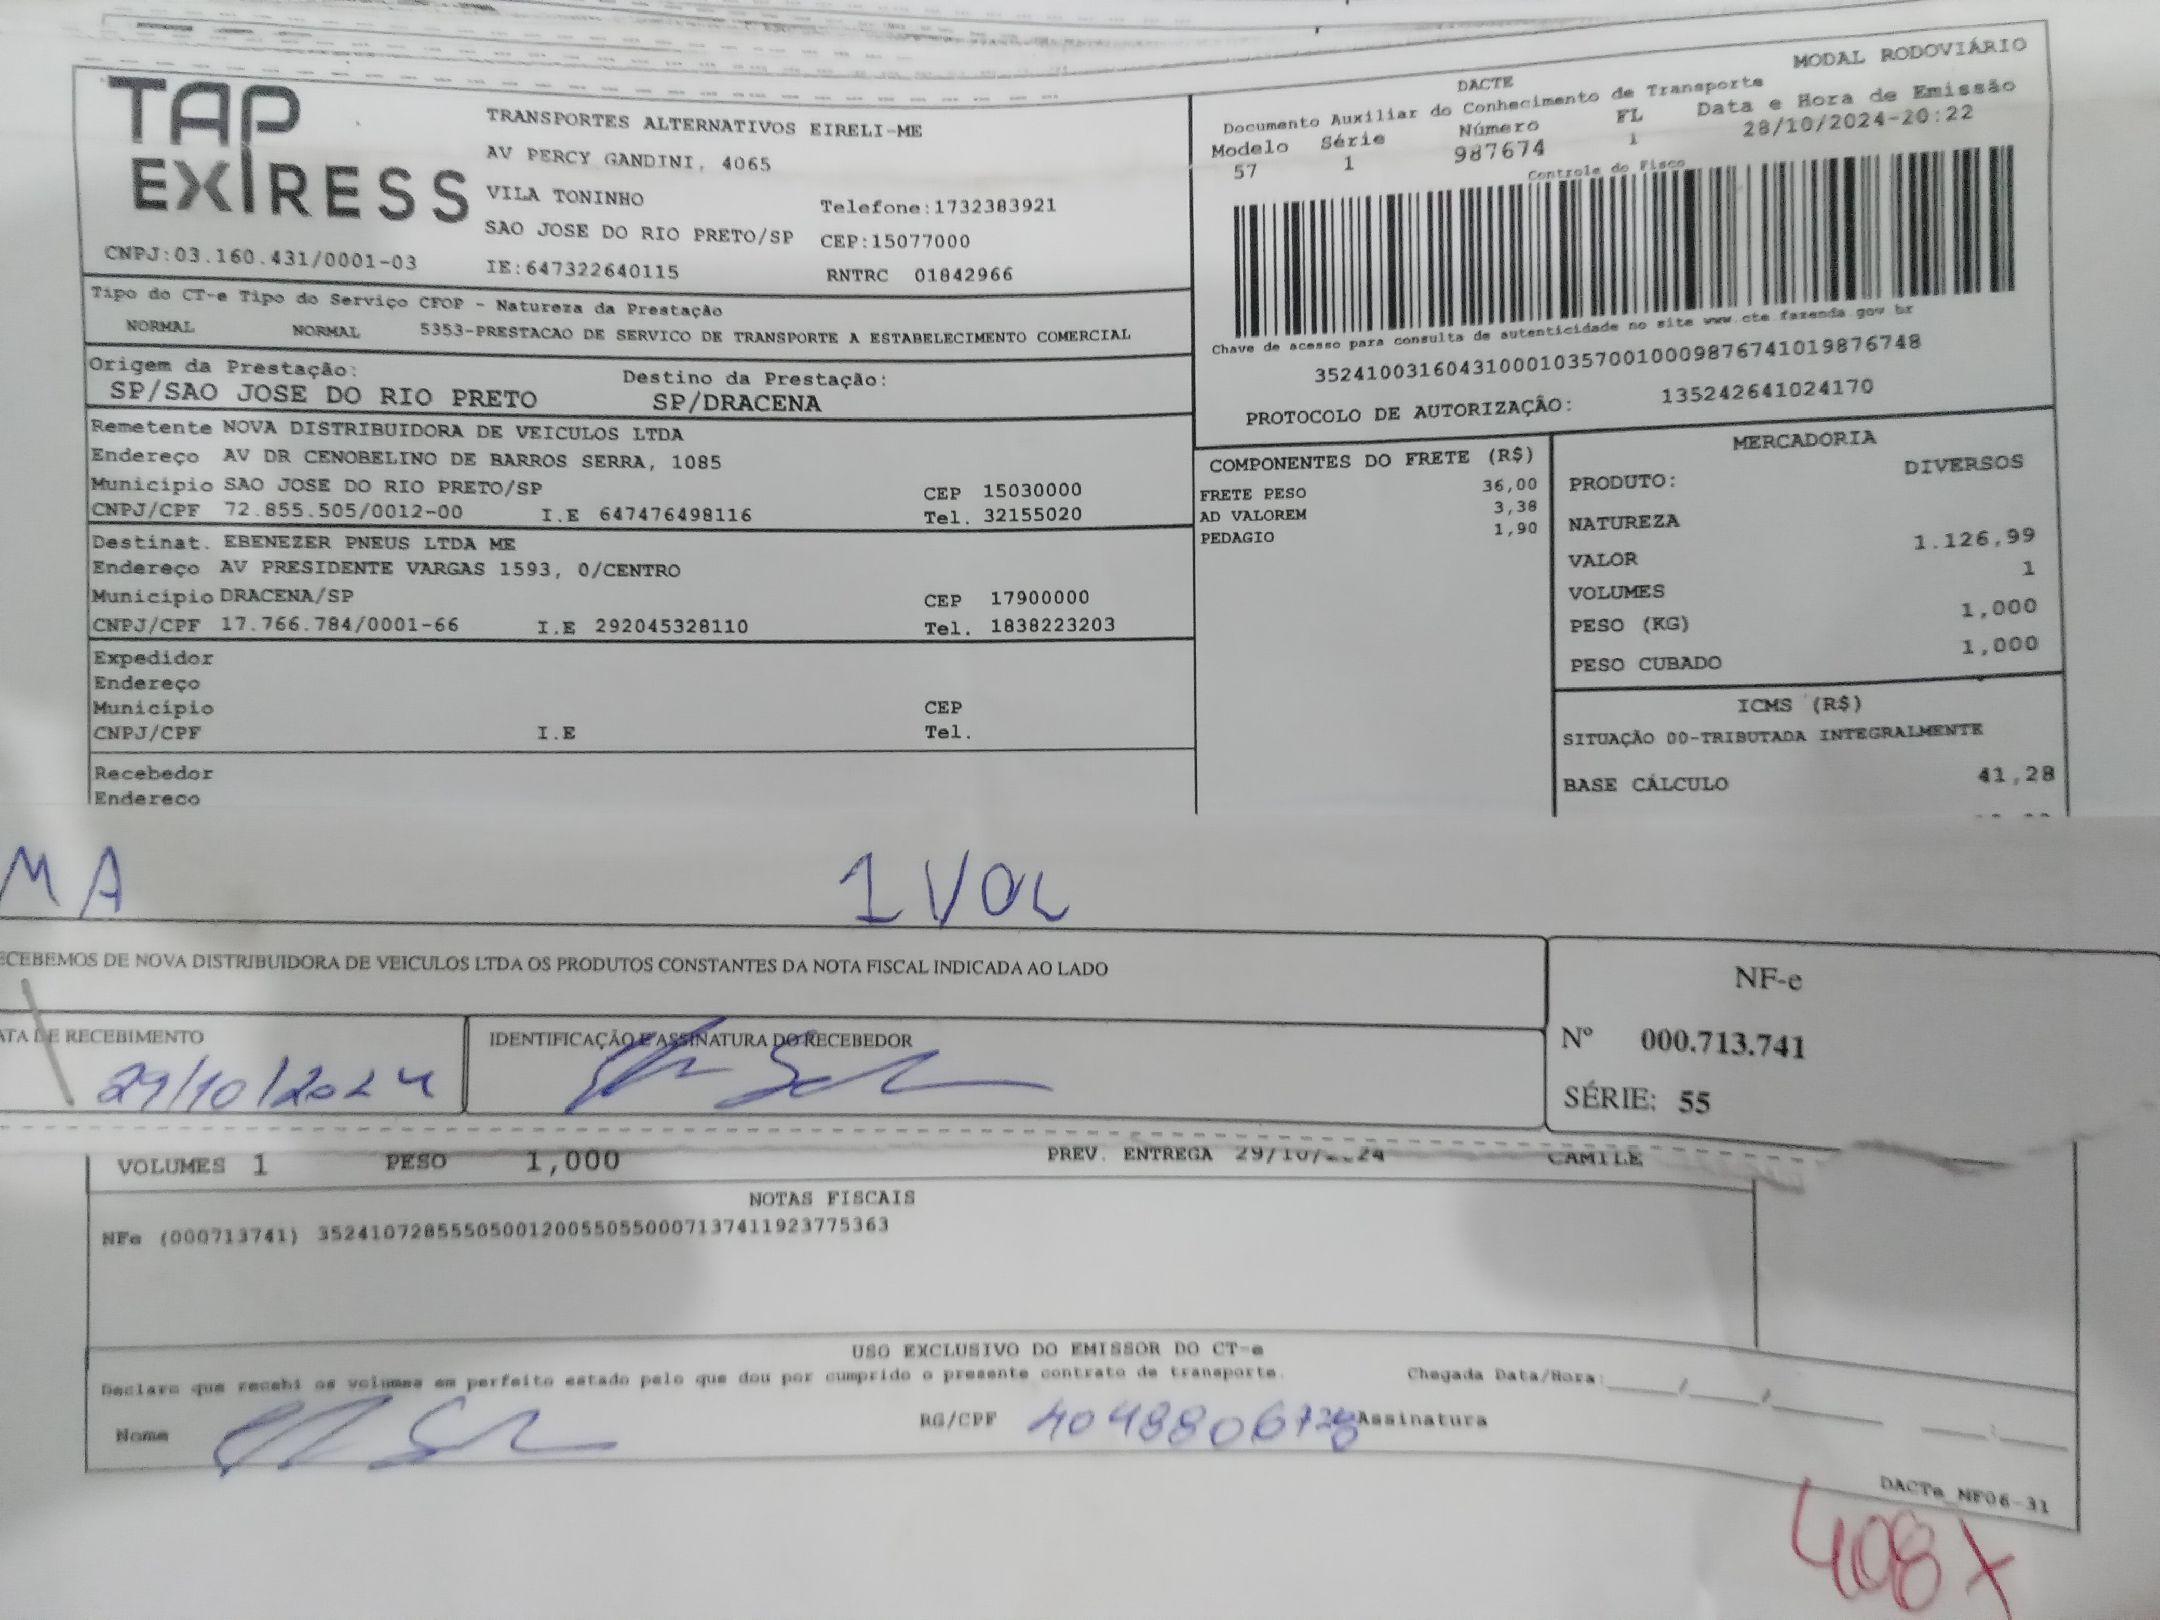 TAP
EXIRESS
TRANSPORTES ALTERNATIVOS EIRELI-ME
AV PERCY GANDINI, 4065
VILA TONINHO
Telefone:1732383921
SAO JOSE DO RIO PRETO/SP CEP:15077000
CNPJ:03.160.431/0001-03 IE:647322640115 RNTRC 01842966
MODAL RODOVIÁRIO
DACTE
Documento Auxiliar do Conhecimento de Transporte
Modelo Série Número FL Data e Hora de Emissão
57 1 987674 1 28/10/2024-20:22
Controle do Fisco
Chave de acesso para consulta de autenticidade no site www.cte.fazenda.gov br
35241003160431000103570010009876741019876748
PROTOCOLO DE AUTORIZAÇÃO: 135242641024170
Tipo do CT-e Tipo do Serviço CFOP - Natureza da Prestação
NORMAL NORMAL 5353-PRESTACAO DE SERVICO DE TRANSPORTE A ESTABELECIMENTO COMERCIAL
Origem da Prestação: Destino da Prestação:
SP/SAO JOSE DO RIO PRETO SP/DRACENA
Remetente NOVA DISTRIBUIDORA DE VEICULOS LTDA
Endereço AV DR CENOBELINO DE BARROS SERRA, 1085
Município SAO JOSE DO RIO PRETO/SP CEP 15030000
CNPJ/CPF 72.855.505/0012-00 I.E 647476498116 Tel. 32155020
Destinat. EBENEZER PNEUS LTDA ME
Endereço AV PRESIDENTE VARGAS 1593, 0/CENTRO
Município DRACENA/SP CEP 17900000
CNPJ/CPF 17.766.784/0001-66 I.E 292045328110 Tel. 1838223203
Expedidor
Endereço
Município CEP
CNPJ/CPF I.E Tel.
Recebedor
Endereco
COMPONENTES DO FRETE (R$)
FRETE PESO 36,00
AD VALOREM 3,38
PEDAGIO 1,90
MERCADORIA
PRODUTO: DIVERSOS
NATUREZA
VALOR 1.126,99
VOLUMES 1
PESO (KG) 1,000
PESO CUBADO 1,000
ICMS (R$)
SITUAÇÃO 00-TRIBUTADA INTEGRALMENTE
BASE CÁLCULO 41,28
MA 1 VOL
ECEBEMOS DE NOVA DISTRIBUIDORA DE VEICULOS LTDA OS PRODUTOS CONSTANTES DA NOTA FISCAL INDICADA AO LADO
ATA DE RECEBIMENTO
29/10/2024
IDENTIFICAÇÃO E ASSINATURA DO RECEBEDOR
NF-e
Nº 000.713.741
SÉRIE: 55
VOLUMES 1 PESO 1,000 PREV. ENTREGA 29/10/2024 CAMILE
NOTAS FISCAIS
NFe (000713741) 35241072855505001200550550007137411923775363
USO EXCLUSIVO DO EMISSOR DO CT-e
Declaro que recebi os volumes em perfeito estado pelo que dou por cumprido o presente contrato de transporte. Chegada Data/Hora:
Nome RG/CPF Assinatura
DACTe_NF06-31
408 X